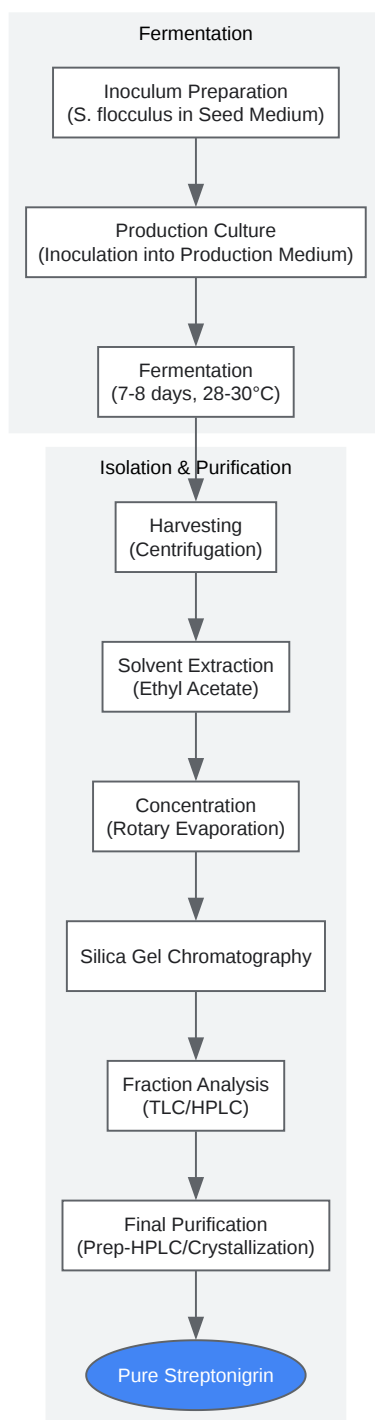 Fermentation
Inoculum Preparation
(S. flocculus in Seed Medium)
Production Culture
(Inoculation into Production Medium)
Fermentation
(7-8 days, 28-30°C)
Isolation & Purification
Harvesting
(Centrifugation)
Solvent Extraction
(Ethyl Acetate)
Concentration
(Rotary Evaporation)
Silica Gel Chromatography
Fraction Analysis
(TLC/HPLC)
Final Purification
(Prep-HPLC/Crystallization)
Pure Streptonigrin